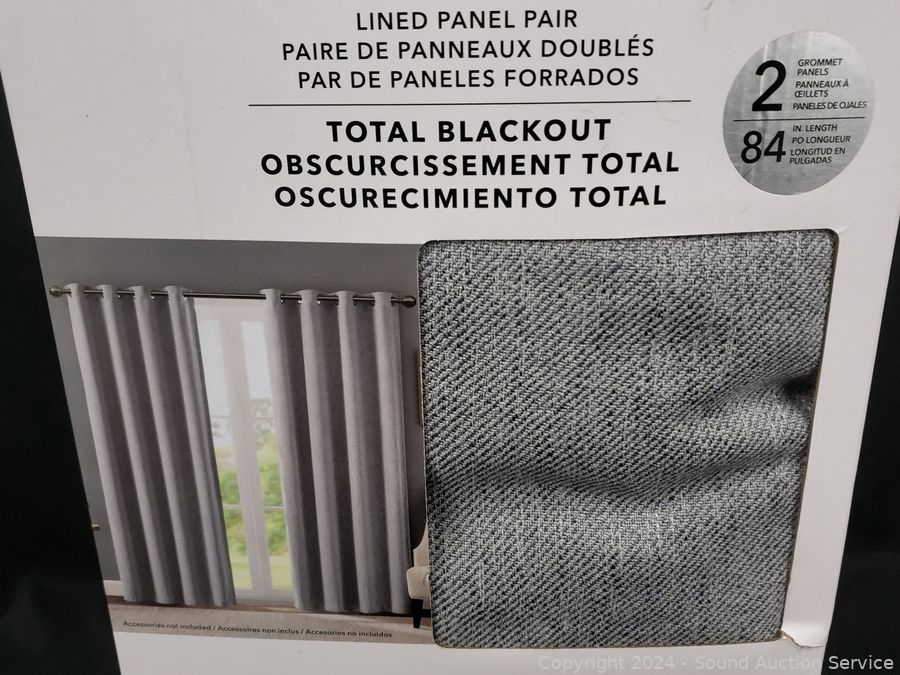 LINED PANEL PAIR
PAIRE DE PANNEAUX DOUBLÉS
PAR DE PANELES FORRADOS
TOTAL BLACKOUT
OBSCURCISSEMENT TOTAL
OSCURECIMIENTO TOTAL
2
GROMMET
PANELS
PANNEAUX À
ŒILLETS
PANELES DE OJALES
84
IN. LENGTH
PO LONGUEUR
LONGITUD EN
PULGADAS
Accessories not included / Accessoires non inclus / Accesorios no incluidos
Copyright 2024 - Sound Auction Service